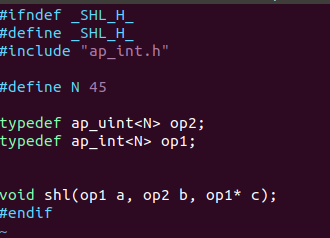 #ifndef _SHL_H_
#define _SHL_H_
#include "ap_int.h"
#define N 45
typedef ap_uint<N> op2;
typedef ap_int<N> op1;
void shl(op1 a, op2 b, op1* c);
#endif
~